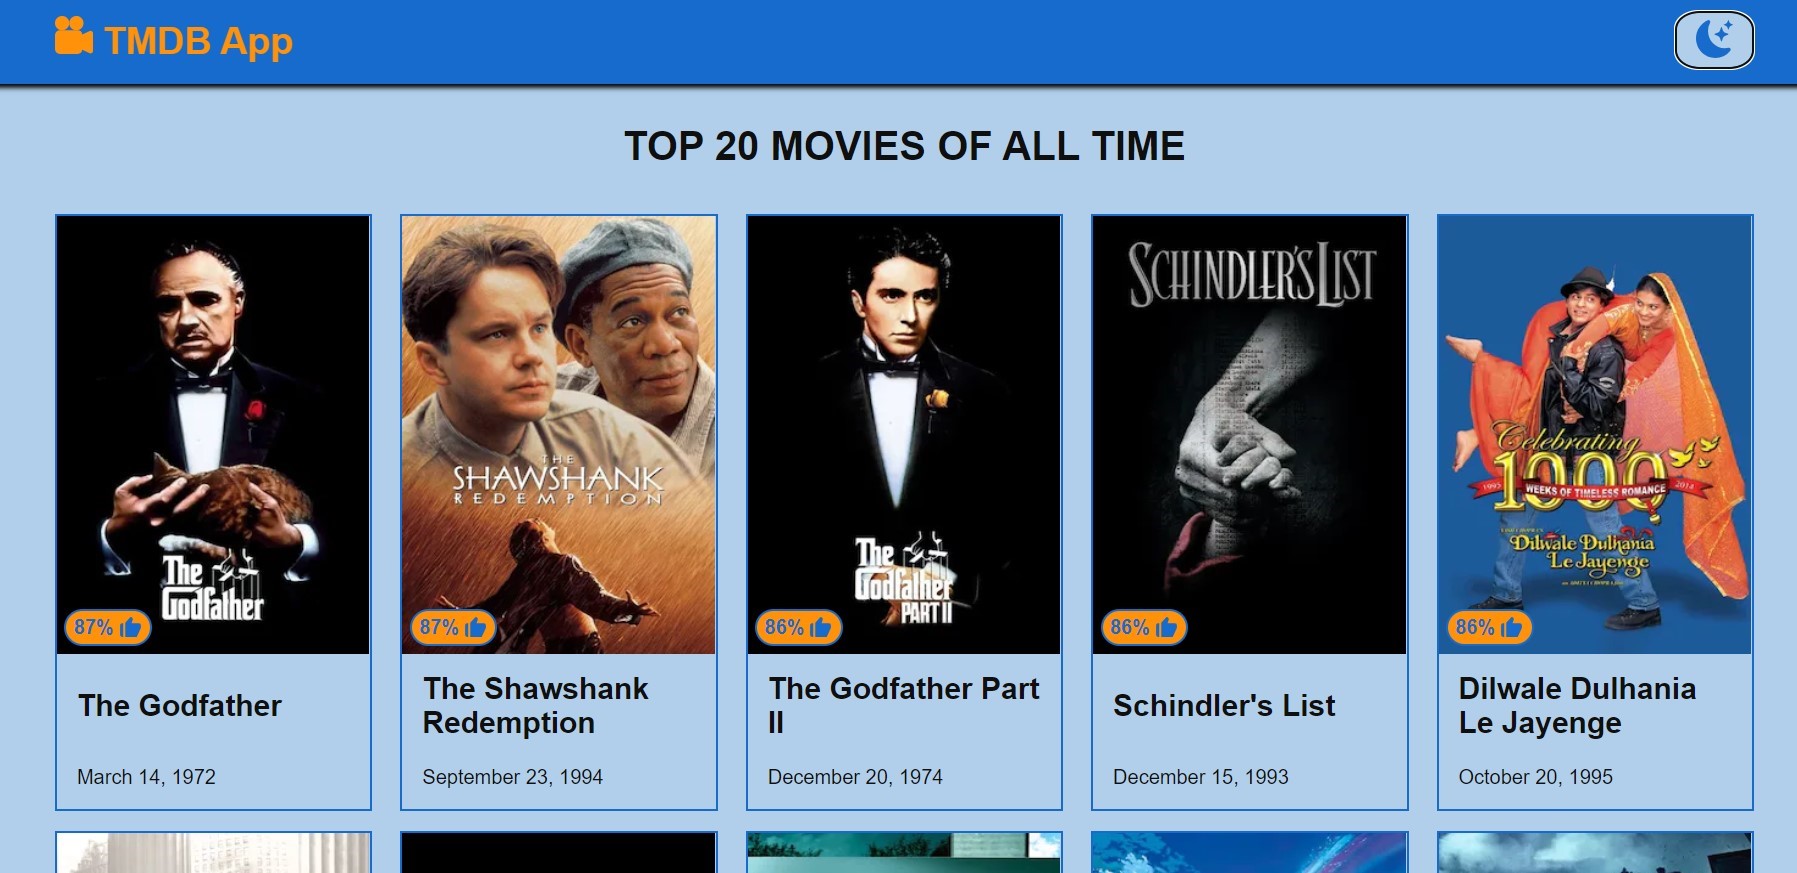 TMDB App
TOP 20 MOVIES OF ALL TIME
The
Godfather
87%
The Godfather
March 14, 1972
THE
SHAWSHANK
REDEMPTION
87%
The Shawshank
Redemption
September 23, 1994
The
Godfather
PART II
86%
The Godfather Part
II
December 20, 1974
SCHINDLER'S LIST
86%
Schindler's List
December 15, 1993
Celebrating
1000
1995 WEEKS OF TIMELESS ROMANCE 2014
Dilwale Dulhania
Le Jayenge
86%
Dilwale Dulhania
Le Jayenge
October 20, 1995